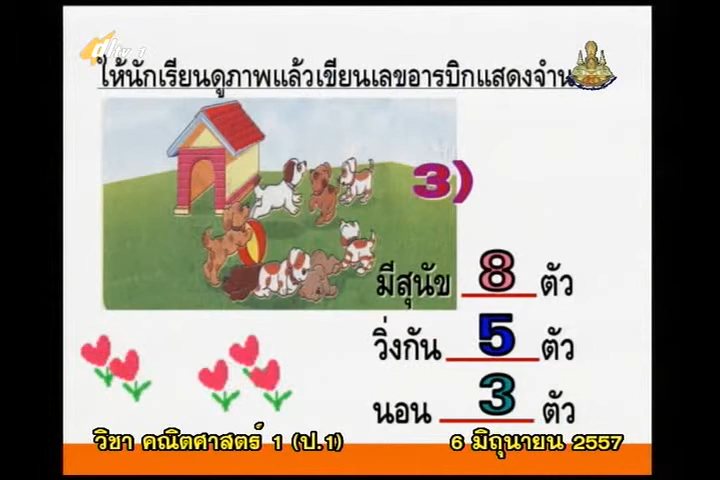 dltv 1
ให้นักเรียนดูภาพแล้วเขียนเลขอารบิกแสดงจำน
3)
มีสุนัข 8 ตัว
วิ่งกัน 5 ตัว
นอน 3 ตัว
วิชา คณิตศาสตร์ 1 (ป.1) 6 มิถุนายน 2557